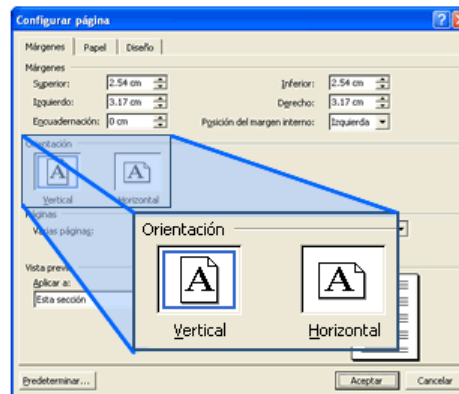 Configurar página
Márgenes Papel Diseño
Márgenes
Superior: 2.54 cm Inferior: 2.54 cm
Izquierdo: 3.17 cm Derecho: 3.17 cm
Encuadernación: 0 cm Posición del margen interno: Izquierda
Orientación
A A
Vertical Horizontal
Orientación
A A
Vertical Horizontal
Páginas
Varias páginas:
Vista previ
Aplicar a:
Esta sección
Predeterminar... Aceptar Cancelar